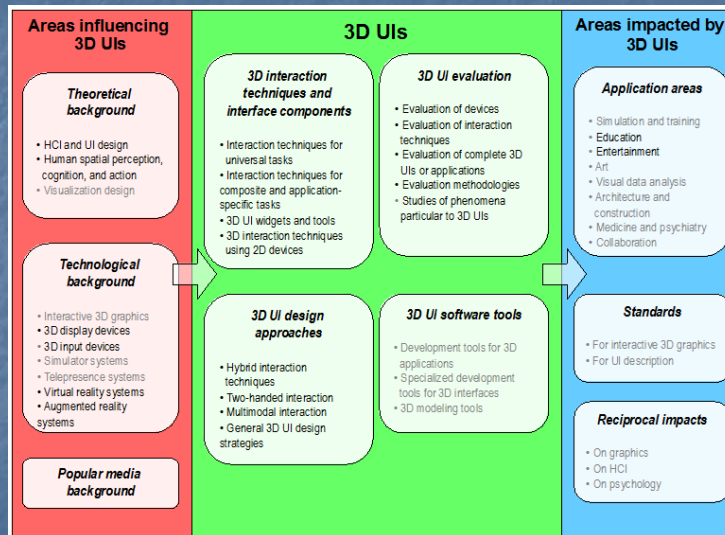 Areas influencing
3D UIs
Theoretical
background
• HCI and UI design
• Human spatial perception,
cognition, and action
• Visualization design
Technological
background
• Interactive 3D graphics
• 3D display devices
• 3D input devices
• Simulator systems
• Telepresence systems
• Virtual reality systems
• Augmented reality
systems
Popular media
background
3D UIs
3D interaction
techniques and
interface components
• Interaction techniques for
universal tasks
• Interaction techniques for
composite and application-
specific tasks
• 3D UI widgets and tools
• 3D interaction techniques
using 2D devices
3D UI evaluation
• Evaluation of devices
• Evaluation of interaction
techniques
• Evaluation of complete 3D
UIs or applications
• Evaluation methodologies
• Studies of phenomena
particular to 3D UIs
3D UI design
approaches
• Hybrid interaction
techniques
• Two-handed interaction
• Multimodal interaction
• General 3D UI design
strategies
3D UI software tools
• Development tools for 3D
applications
• Specialized development
tools for 3D interfaces
• 3D modeling tools
Areas impacted by
3D UIs
Application areas
• Simulation and training
• Education
• Entertainment
• Art
• Visual data analysis
• Architecture and
construction
• Medicine and psychiatry
• Collaboration
Standards
• For interactive 3D graphics
• For UI description
Reciprocal impacts
• On graphics
• On HCI
• On psychology